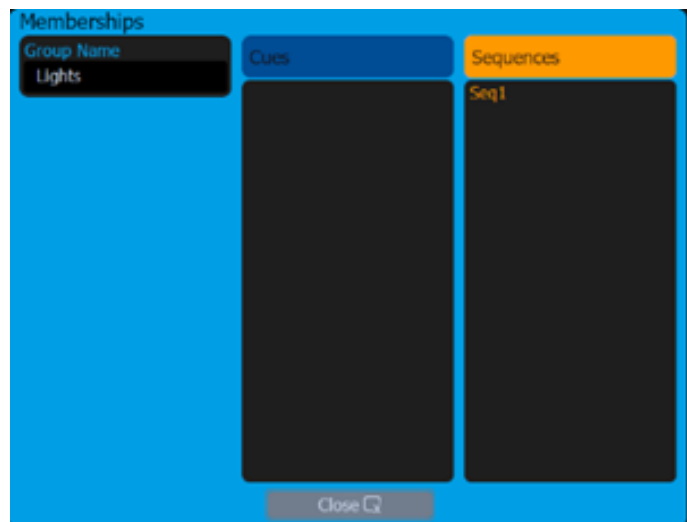 Memberships
Group Name
Lights
Cues
Sequences
Seq1
Close